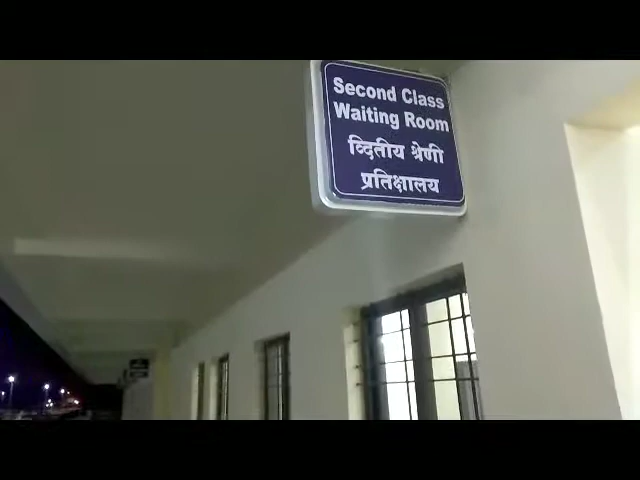 Second Class
Waiting Room
व्दितीय श्रेणी
प्रतिक्षालय